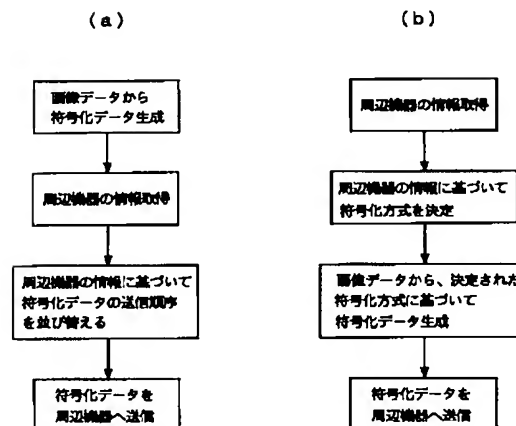 (a)
画像データから
符号化データ生成
周辺機器の情報取得
周辺機器の情報に基づいて
符号化データの送信順序
を並び替える
符号化データを
周辺機器へ送信
(b)
周辺機器の情報取得
周辺機器の情報に基づいて
符号化方式を決定
画像データから、決定された
符号化方式に基づいて
符号化データ生成
符号化データを
周辺機器へ送信